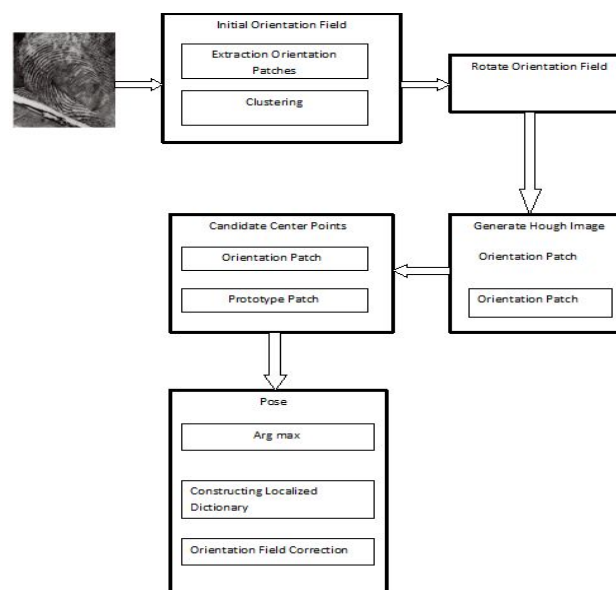 Initial Orientation Field
Extraction Orientation
Patches
Clustering
Rotate Orientation Field
Generate Hough Image
Orientation Patch
Orientation Patch
Candidate Center Points
Orientation Patch
Prototype Patch
Pose
Arg max
Constructing Localized
Dictionary
Orientation Field Correction